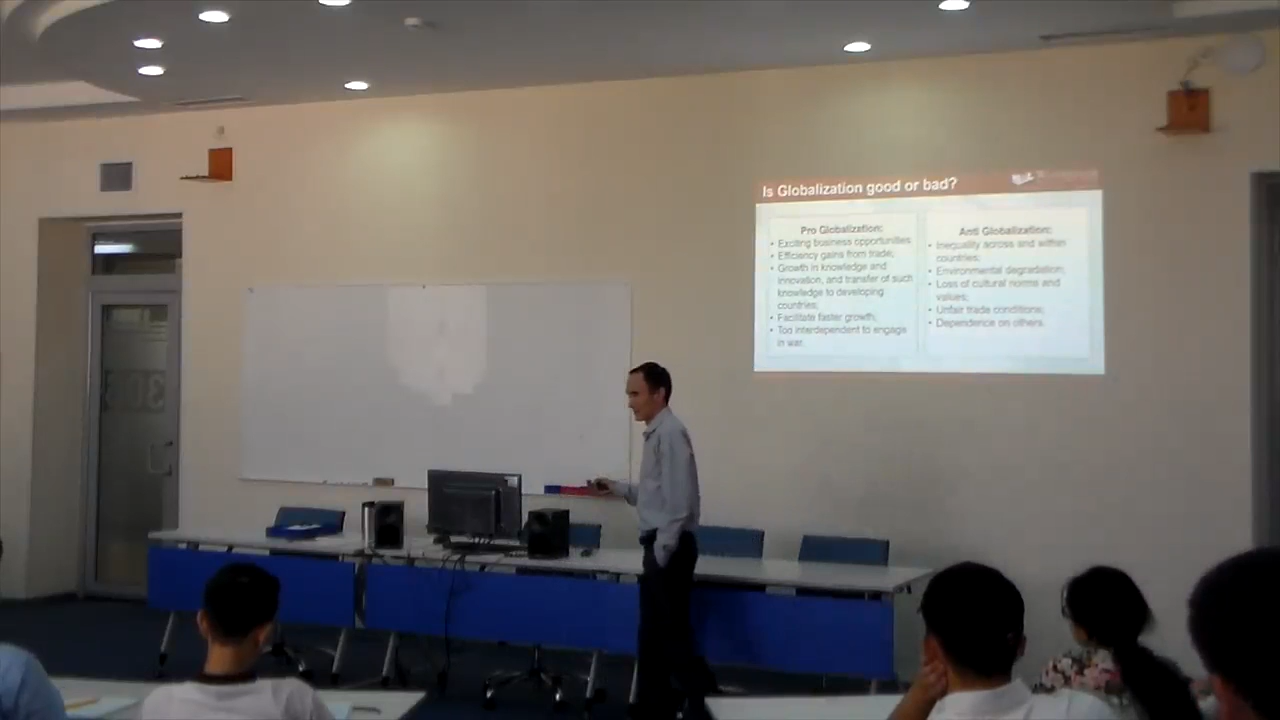 Is Globalization good or bad?
Pro Globalization:
• Exciting business opportunities
• Efficiency gains from trade;
• Growth in knowledge and
innovation, and transfer of such
knowledge to developing
countries;
• Facilitate faster growth;
• Too interdependent to engage
in war.
Anti Globalization:
• Inequality across and within
countries;
• Environmental degradation;
• Loss of cultural norms and
values;
• Unfair trade conditions;
• Dependence on others.